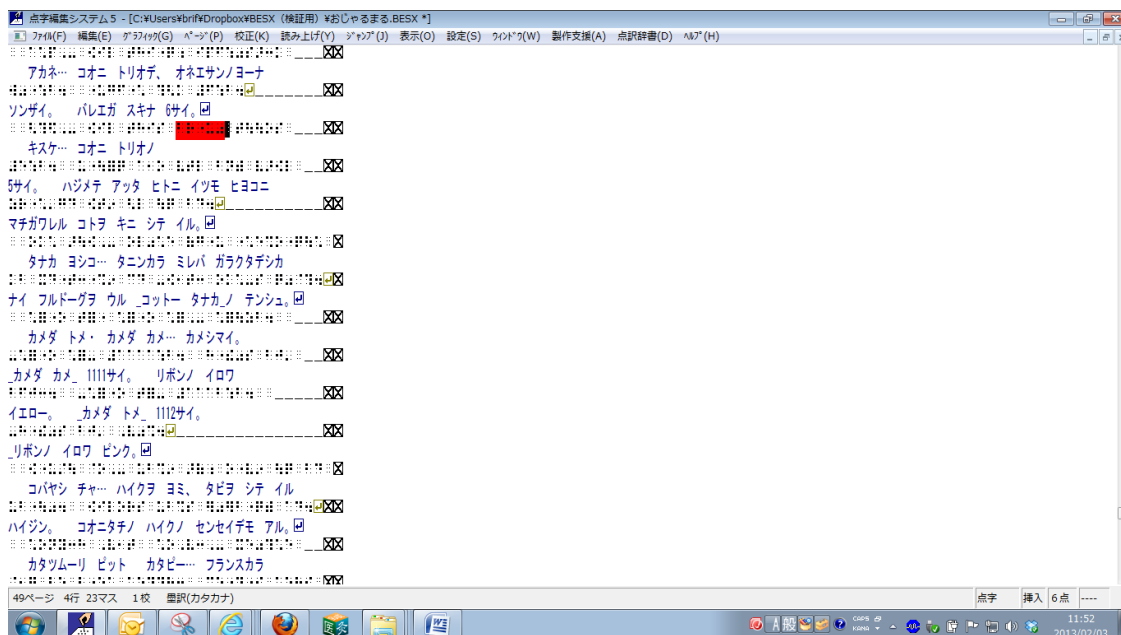 点字編集システム５ - [C:¥Users¥brif¥Dropbox¥BESX（検証用）¥おじゃるまる.BESX *]
ファイル(F) 編集(E) グラフィック(G) ページ(P) 校正(K) 読み上げ(Y) ジャンプ(J) 表示(O) 設定(S) ウィンドウ(W) 製作支援(A) 点訳辞書(D) ヘルプ(H)
アカネ… コオニ トリオデ、 オネエサンノヨーナ
ソンザイ。 バレエガ スキナ 6サイ。
キスケ… コオニ トリオノ
5サイ。 ハジメテ アッタ ヒトニ イツモ ヒヨコニ
マチガワレル コトヲ キニ シテ イル。
タナカ ヨシコ… タニンカラ ミレバ ガラクタデシカ
ナイ フルドーグヲ ウル _コットー タナカ_ノ テンシュ。
カメダ トメ・ カメダ カメ… カメシマイ。
_カメダ カメ_ 1111サイ。 リボンノ イロワ
イエロー。 _カメダ トメ_ 1112サイ。
_リボンノ イロワ ピンク。
コバヤシ チャ… ハイクヲ ヨミ、 タビヲ シテ イル
ハイジン。 コオニタチノ ハイクノ センセイデモ アル。
カタツムーリ ピット カタピー… フランスカラ
49ページ 4行 23マス 1校 墨訳(カタカナ) 点字 挿入 6点 ----
A 般 CAPS KANA 11:52
2013/02/03